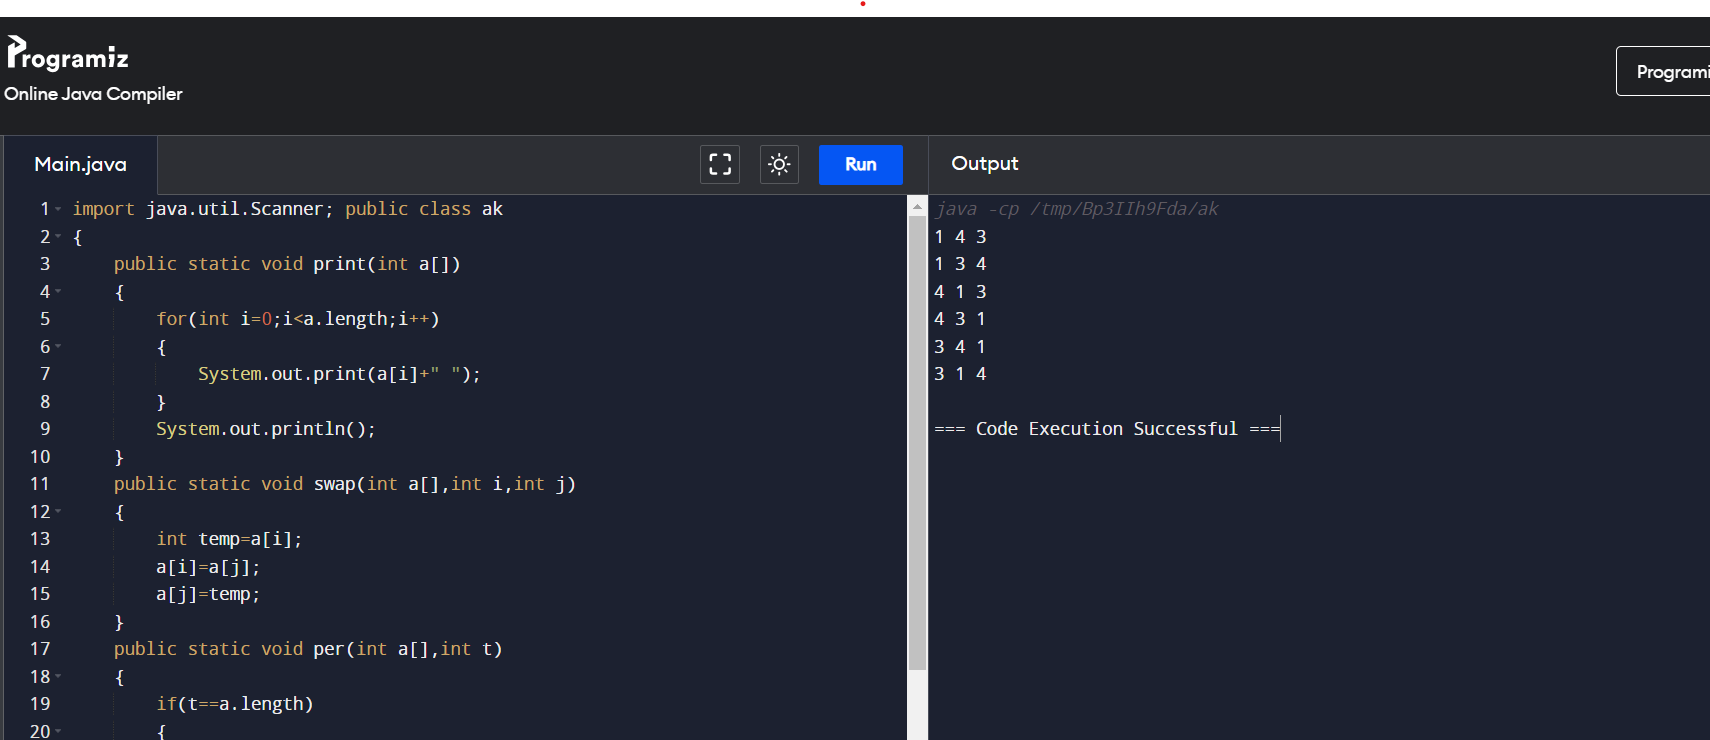 Programiz
Online Java Compiler
Programi
Main.java
Run
Output
1 import java.util.Scanner; public class ak
2 {
3 public static void print(int a[])
4 {
5 for(int i=0;i<a.length;i++)
6 {
7 System.out.print(a[i]+" ");
8 }
9 System.out.println();
10 }
11 public static void swap(int a[],int i,int j)
12 {
13 int temp=a[i];
14 a[i]=a[j];
15 a[j]=temp;
16 }
17 public static void per(int a[],int t)
18 {
19 if(t==a.length)
20 {
java -cp /tmp/Bp3IIh9Fda/ak
1 4 3
1 3 4
4 1 3
4 3 1
3 4 1
3 1 4
=== Code Execution Successful ===